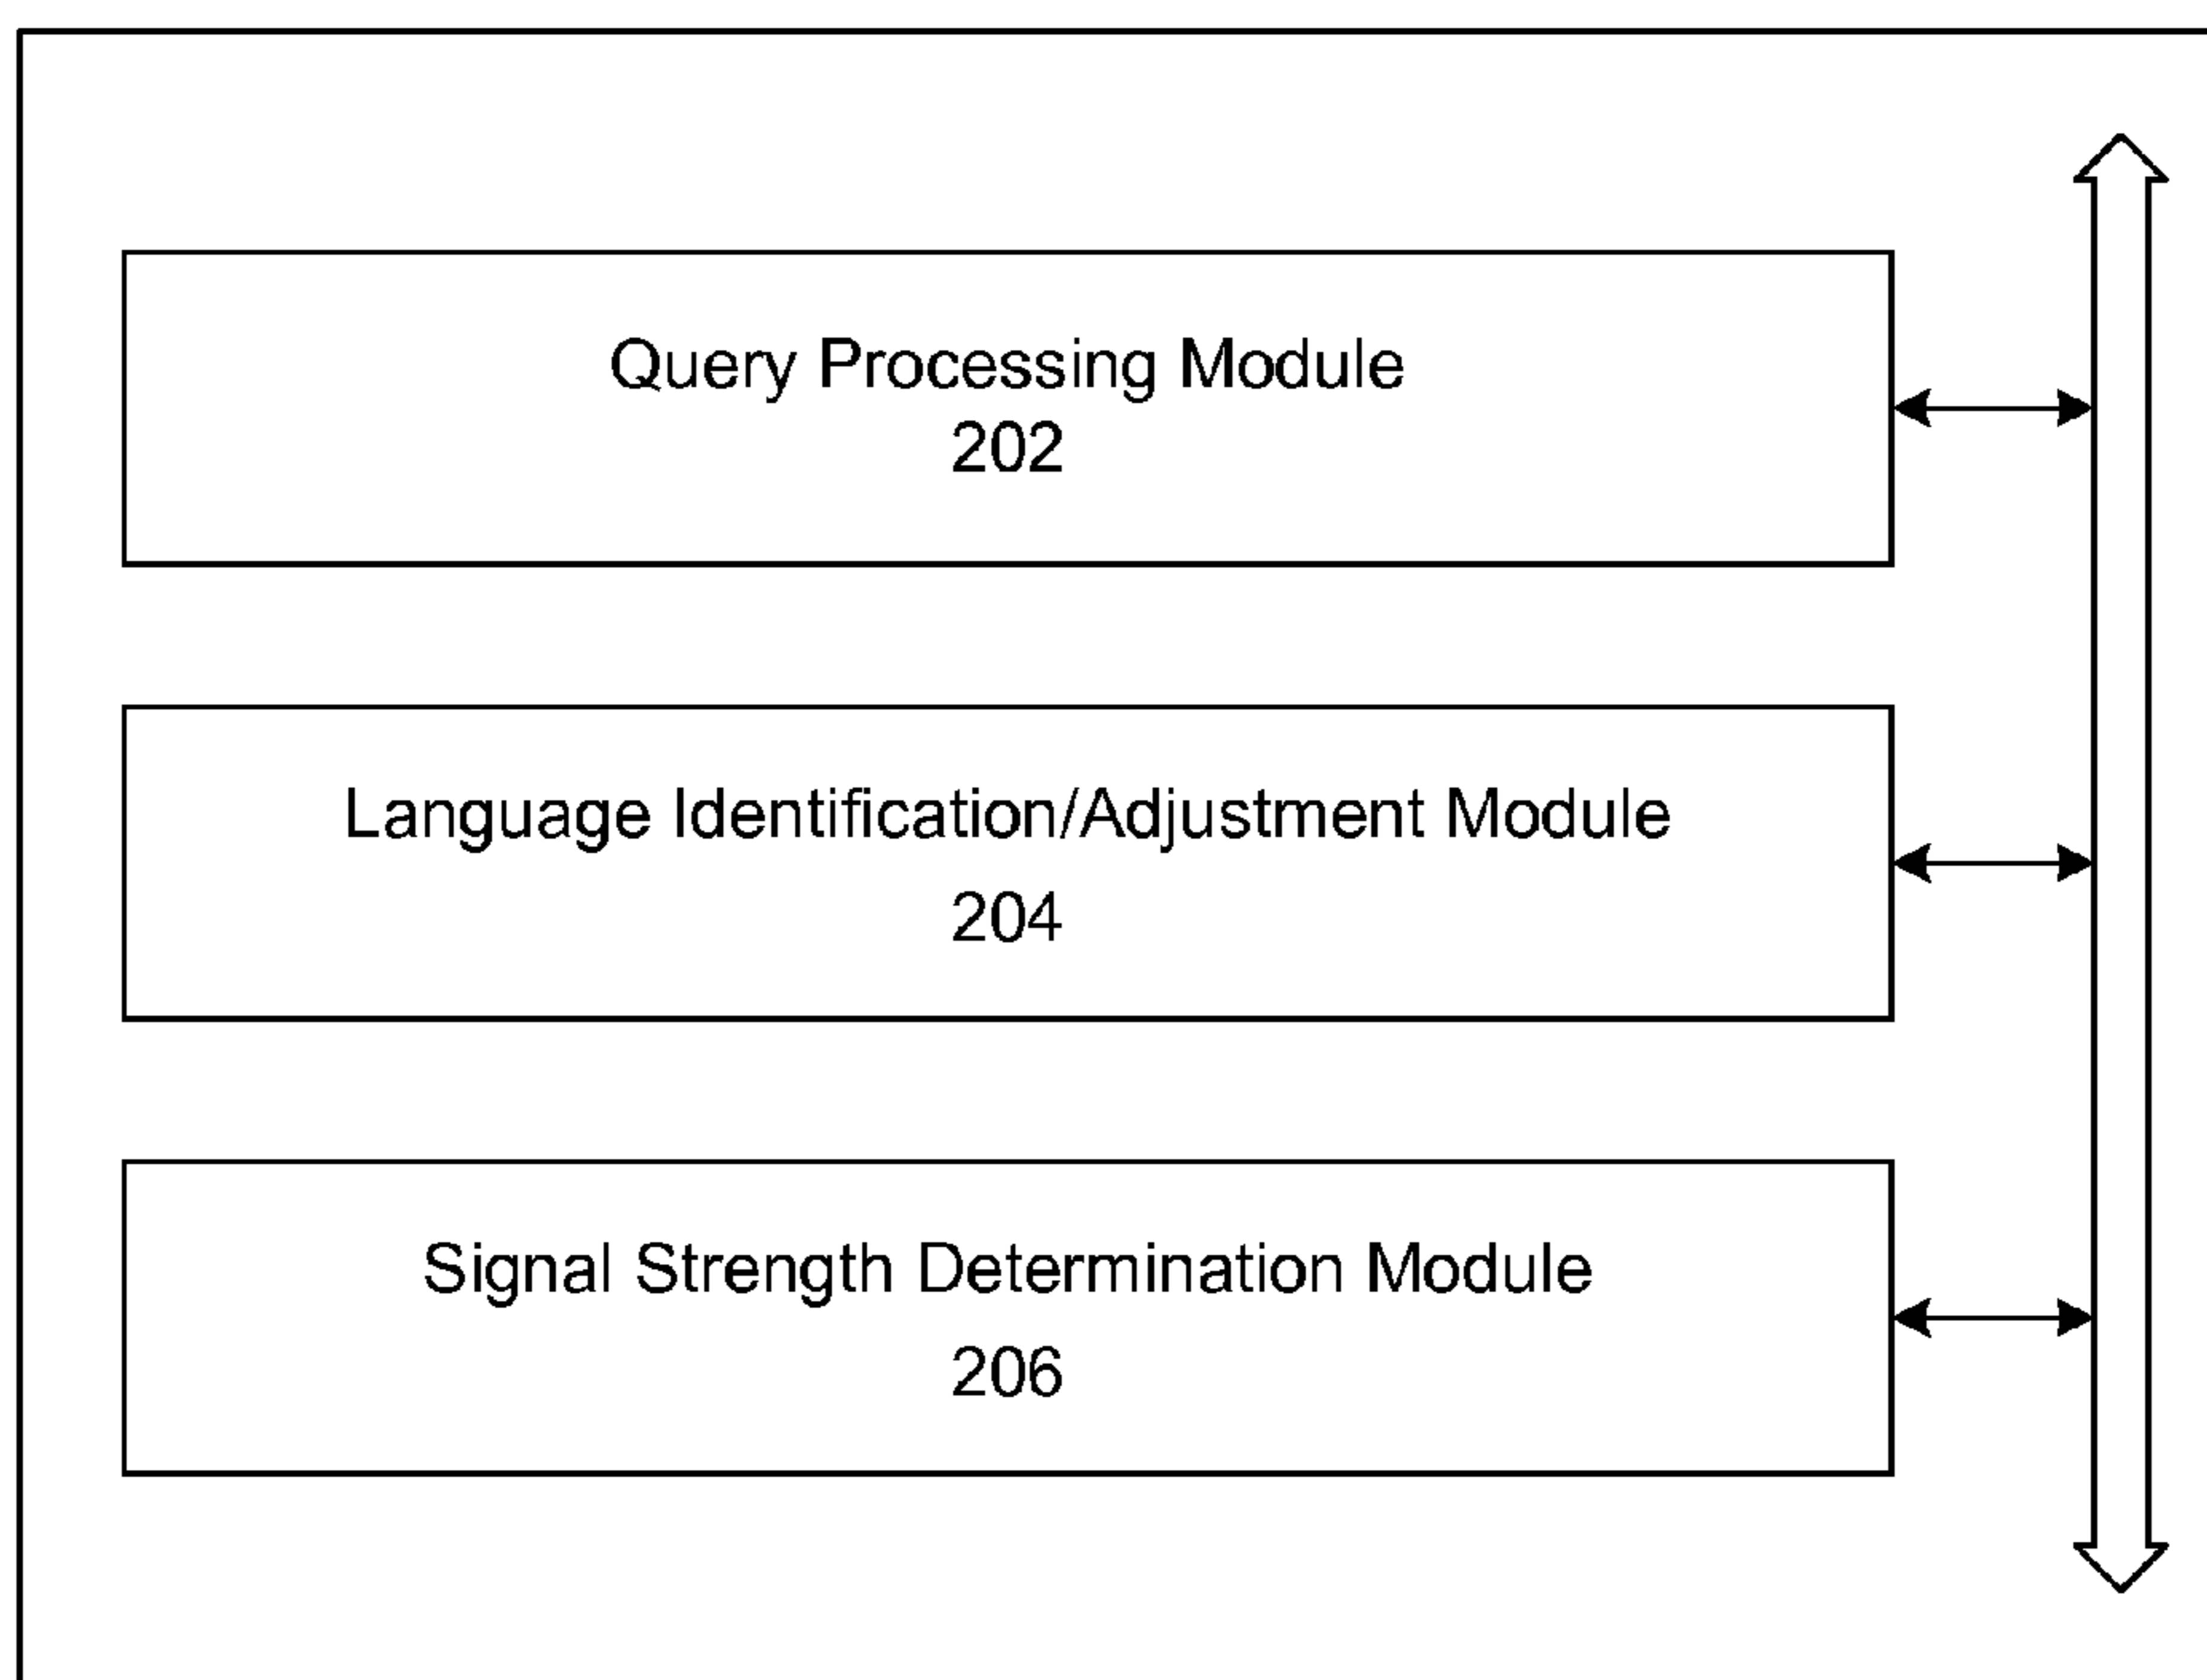 Query Processing Module
202
Language Identification/Adjustment Module
204
Signal Strength Determination Module
206